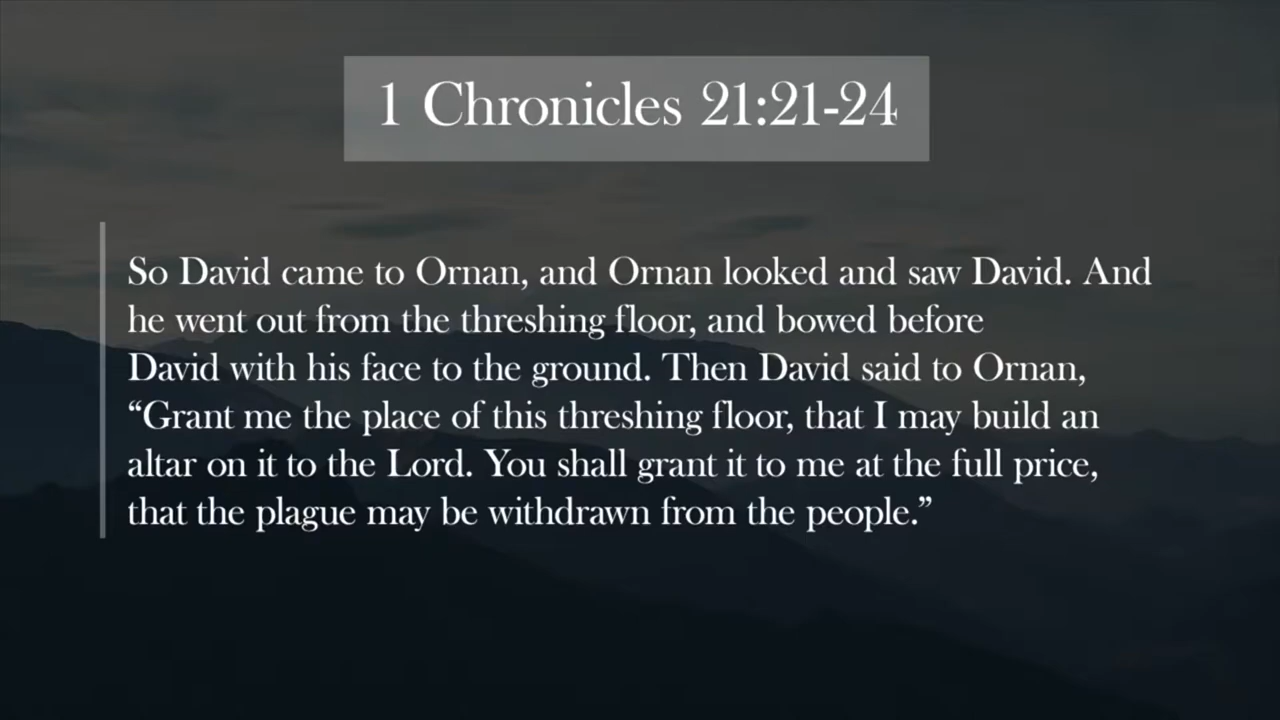 1 Chronicles 21:21-24
So David came to Ornan, and Ornan looked and saw David. And
he went out from the threshing floor, and bowed before
David with his face to the ground. Then David said to Ornan,
“Grant me the place of this threshing floor, that I may build an
altar on it to the Lord. You shall grant it to me at the full price,
that the plague may be withdrawn from the people.”